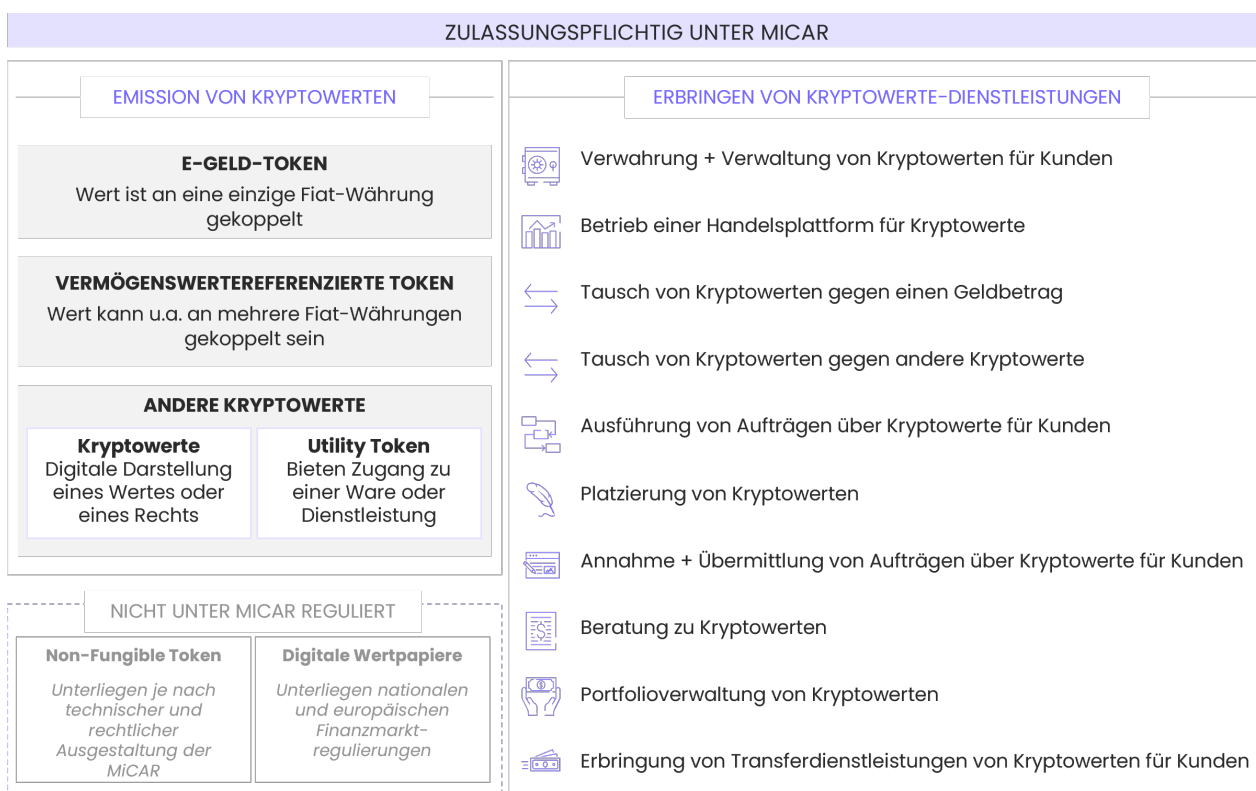 ZULASSUNGSPFLICHTIG UNTER MICAR
EMISSION VON KRYPTOWERTEN
E-GELD-TOKEN
Wert ist an eine einzige Fiat-Währung
gekoppelt
VERMÖGENSWERTEREFERENZIERTE TOKEN
Wert kann u.a. an mehrere Fiat-Währungen
gekoppelt sein
ANDERE KRYPTOWERTE
Kryptowerte
Digitale Darstellung
eines Wertes oder
eines Rechts
Utility Token
Bieten Zugang zu
einer Ware oder
Dienstleistung
NICHT UNTER MICAR REGULIERT
Non-Fungible Token
Unterliegen je nach
technischer und
rechtlicher
Ausgestaltung der
MiCAR
Digitale Wertpapiere
Unterliegen nationalen
und europäischen
Finanzmarkt-
regulierungen
ERBRINGEN VON KRYPTOWERTE-DIENSTLEISTUNGEN
Verwahrung + Verwaltung von Kryptowerten für Kunden
Betrieb einer Handelsplattform für Kryptowerte
Tausch von Kryptowerten gegen einen Geldbetrag
Tausch von Kryptowerten gegen andere Kryptowerte
Ausführung von Aufträgen über Kryptowerte für Kunden
Platzierung von Kryptowerten
Annahme + Übermittlung von Aufträgen über Kryptowerte für Kunden
Beratung zu Kryptowerten
Portfolioverwaltung von Kryptowerten
Erbringung von Transferdienstleistungen von Kryptowerten für Kunden